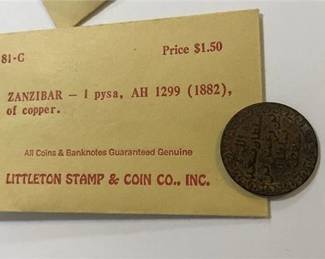 81-C Price $1.50
ZANZIBAR — 1 pysa, AH 1299 (1882),
of copper.
All Coins & Banknotes Guaranteed Genuine
LITTLETON STAMP & COIN CO., INC.